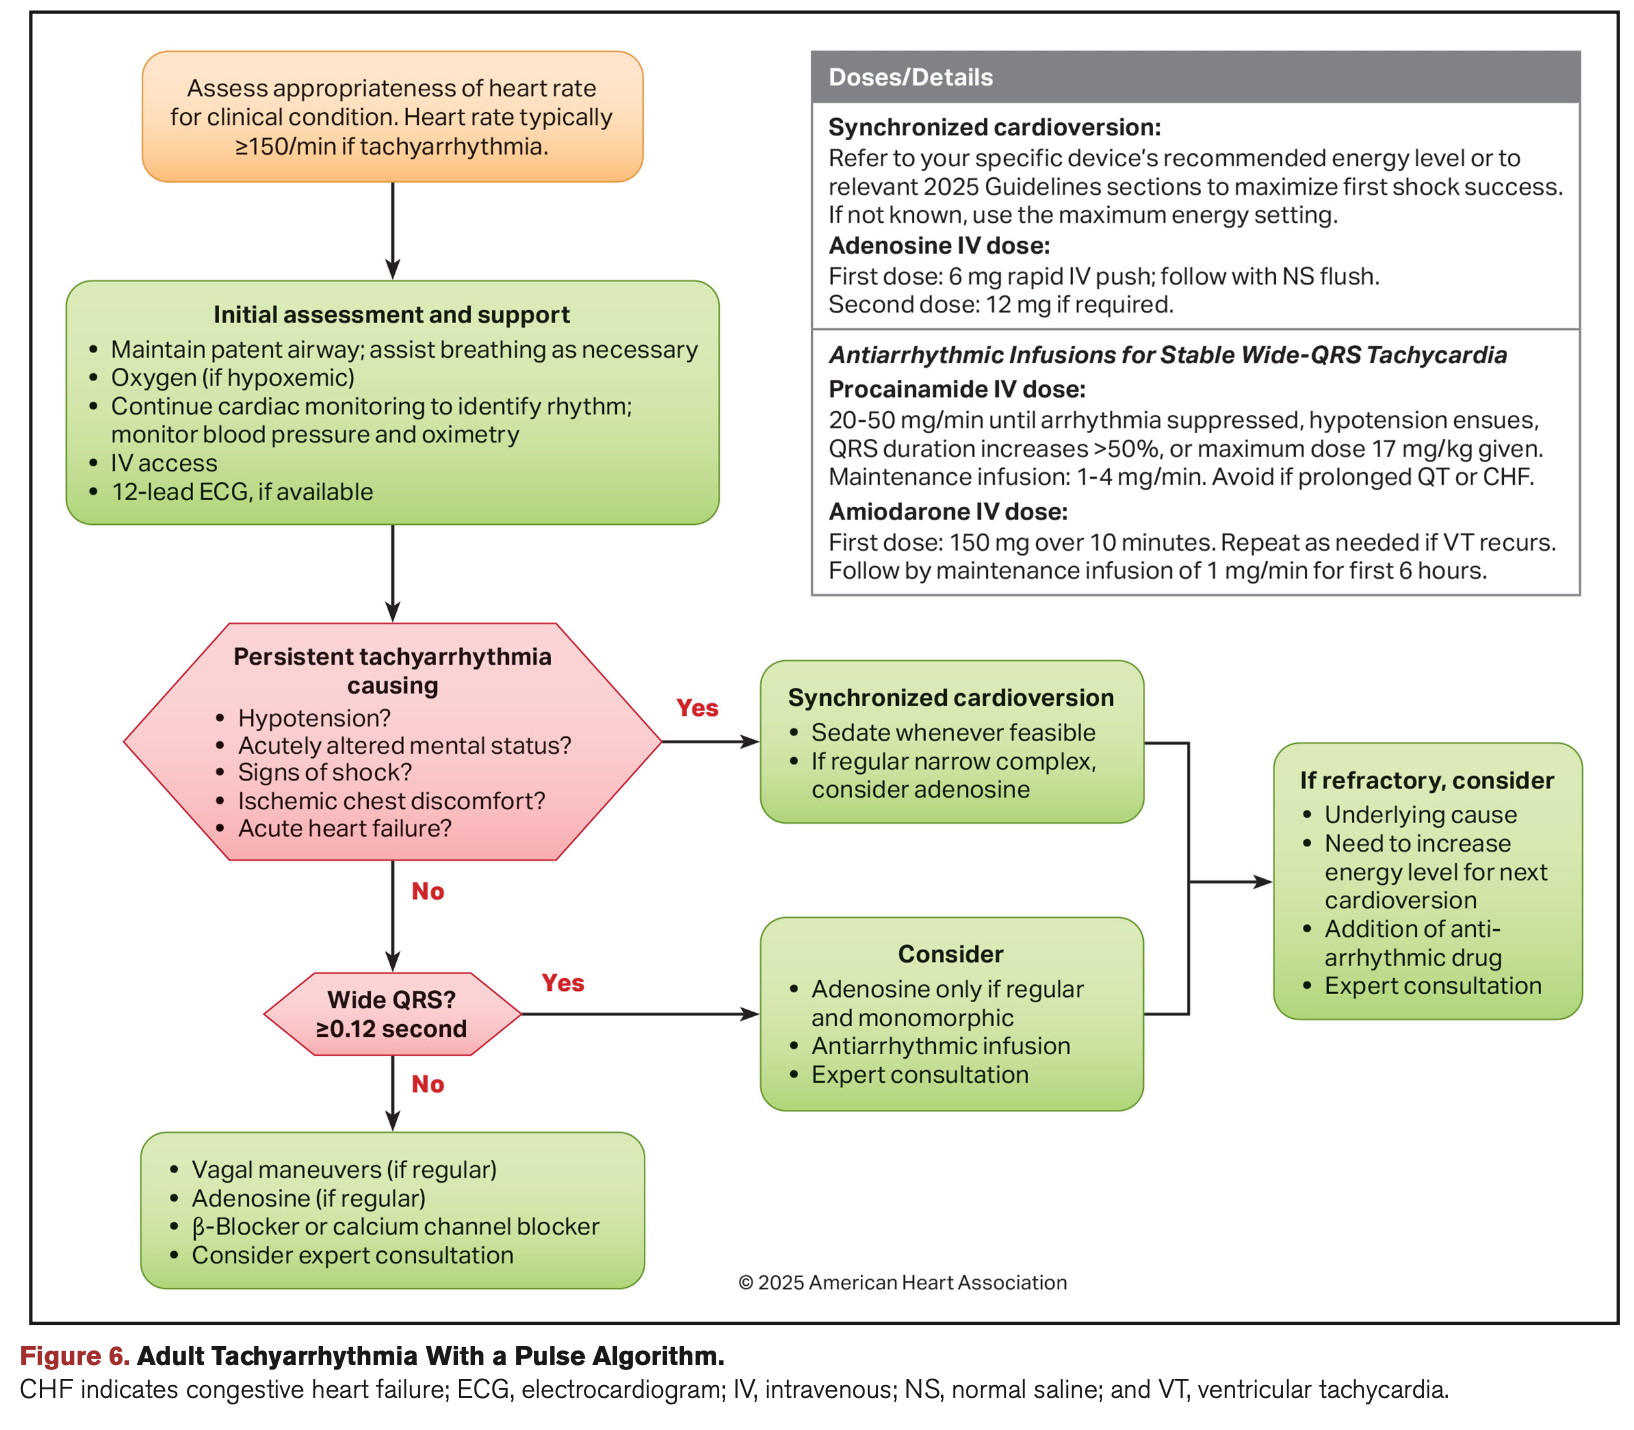 Assess appropriateness of heart rate
for clinical condition. Heart rate typically
≥150/min if tachyarrhythmia.
Initial assessment and support
• Maintain patent airway; assist breathing as necessary
• Oxygen (if hypoxemic)
• Continue cardiac monitoring to identify rhythm;
monitor blood pressure and oximetry
• IV access
• 12-lead ECG, if available
Persistent tachyarrhythmia
causing
• Hypotension?
• Acutely altered mental status?
• Signs of shock?
• Ischemic chest discomfort?
• Acute heart failure?
Yes
Synchronized cardioversion
• Sedate whenever feasible
• If regular narrow complex,
consider adenosine
No
Wide QRS?
≥0.12 second
Yes
Consider
• Adenosine only if regular
and monomorphic
• Antiarrhythmic infusion
• Expert consultation
If refractory, consider
• Underlying cause
• Need to increase
energy level for next
cardioversion
• Addition of anti-
arrhythmic drug
• Expert consultation
No
• Vagal maneuvers (if regular)
• Adenosine (if regular)
• β-Blocker or calcium channel blocker
• Consider expert consultation
Doses/Details
Synchronized cardioversion:
Refer to your specific device's recommended energy level or to
relevant 2025 Guidelines sections to maximize first shock success.
If not known, use the maximum energy setting.
Adenosine IV dose:
First dose: 6 mg rapid IV push; follow with NS flush.
Second dose: 12 mg if required.
Antiarrhythmic Infusions for Stable Wide-QRS Tachycardia
Procainamide IV dose:
20-50 mg/min until arrhythmia suppressed, hypotension ensues,
QRS duration increases >50%, or maximum dose 17 mg/kg given.
Maintenance infusion: 1-4 mg/min. Avoid if prolonged QT or CHF.
Amiodarone IV dose:
First dose: 150 mg over 10 minutes. Repeat as needed if VT recurs.
Follow by maintenance infusion of 1 mg/min for first 6 hours.
© 2025 American Heart Association
Figure 6. Adult Tachyarrhythmia With a Pulse Algorithm.
CHF indicates congestive heart failure; ECG, electrocardiogram; IV, intravenous; NS, normal saline; and VT, ventricular tachycardia.